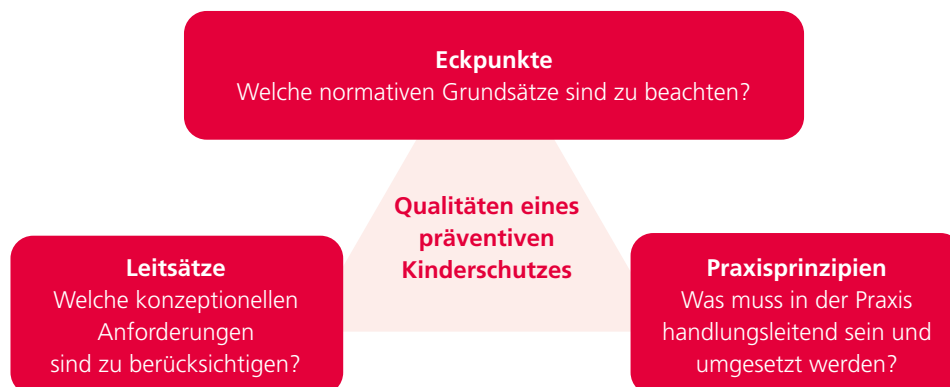 Eckpunkte
Welche normativen Grundsätze sind zu beachten?
Qualitäten eines
präventiven
Kinderschutzes
Leitsätze
Welche konzeptionellen
Anforderungen
sind zu berücksichtigen?
Praxisprinzipien
Was muss in der Praxis
handlungsleitend sein und
umgesetzt werden?